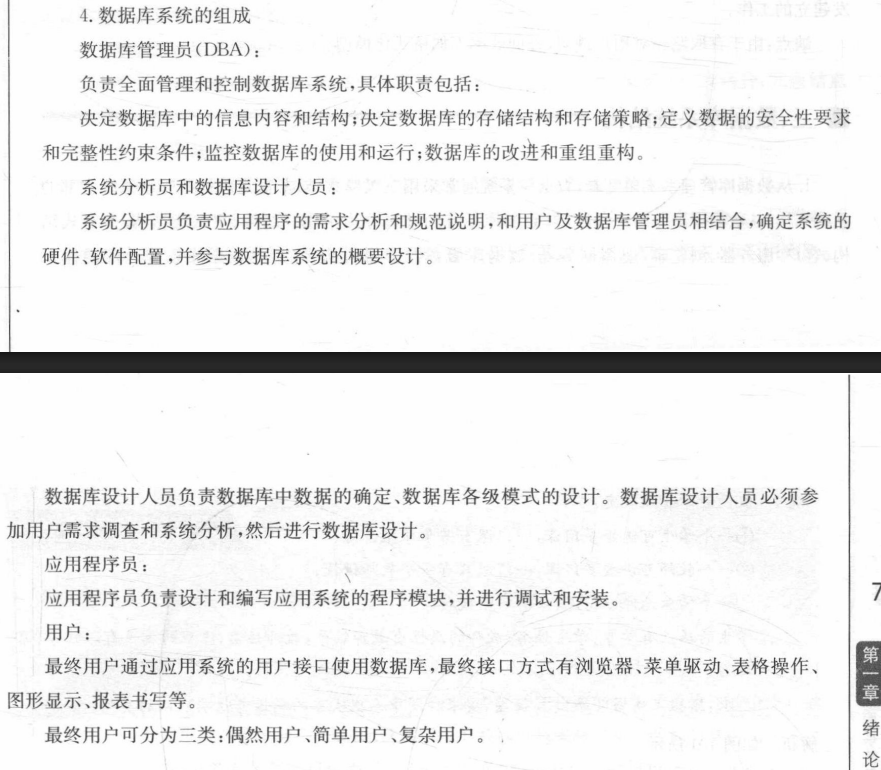 4. 数据库系统的组成
数据库管理员(DBA):
负责全面管理和控制数据库系统,具体职责包括:
决定数据库中的信息内容和结构;决定数据库的存储结构和存储策略;定义数据的安全性要求
和完整性约束条件;监控数据库的使用和运行;数据库的改进和重组重构。
系统分析员和数据库设计人员:
系统分析员负责应用程序的需求分析和规范说明,和用户及数据库管理员相结合,确定系统的
硬件、软件配置,并参与数据库系统的概要设计。
数据库设计人员负责数据库中数据的确定、数据库各级模式的设计。数据库设计人员必须参
加用户需求调查和系统分析,然后进行数据库设计。
应用程序员:
应用程序员负责设计和编写应用系统的程序模块,并进行调试和安装。
用户:
最终用户通过应用系统的用户接口使用数据库,最终接口方式有浏览器、菜单驱动、表格操作、
图形显示、报表书写等。
最终用户可分为三类:偶然用户、简单用户、复杂用户。
7
第一章
绪论